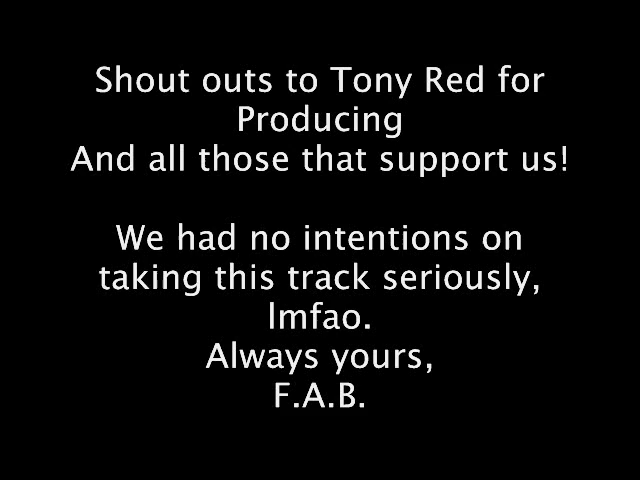 Shout outs to Tony Red for
Producing
And all those that support us!
We had no intentions on
taking this track seriously,
lmfao.
Always yours,
F.A.B.